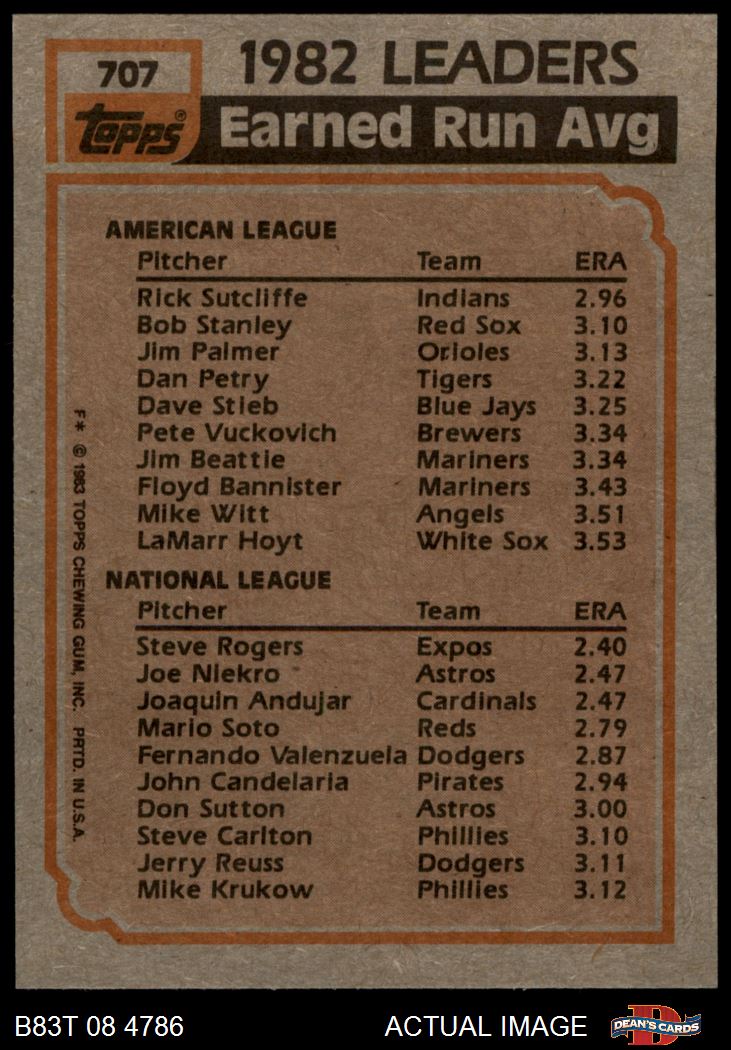 707
1982 LEADERS
Topps®
Earned Run Avg
AMERICAN LEAGUE
Pitcher Team ERA
Rick Sutcliffe Indians 2.96
Bob Stanley Red Sox 3.10
Jim Palmer Orioles 3.13
Dan Petry Tigers 3.22
Dave Stieb Blue Jays 3.25
Pete Vuckovich Brewers 3.34
Jim Beattie Mariners 3.34
Floyd Bannister Mariners 3.43
Mike Witt Angels 3.51
LaMarr Hoyt White Sox 3.53
NATIONAL LEAGUE
Pitcher Team ERA
Steve Rogers Expos 2.40
Joe Niekro Astros 2.47
Joaquin Andujar Cardinals 2.47
Mario Soto Reds 2.79
Fernando Valenzuela Dodgers 2.87
John Candelaria Pirates 2.94
Don Sutton Astros 3.00
Steve Carlton Phillies 3.10
Jerry Reuss Dodgers 3.11
Mike Krukow Phillies 3.12
F* © 1983 TOPPS CHEWING GUM, INC. PRTD. IN U.S.A.
B83T 08 4786 ACTUAL IMAGE
D
DEAN'S CARDS